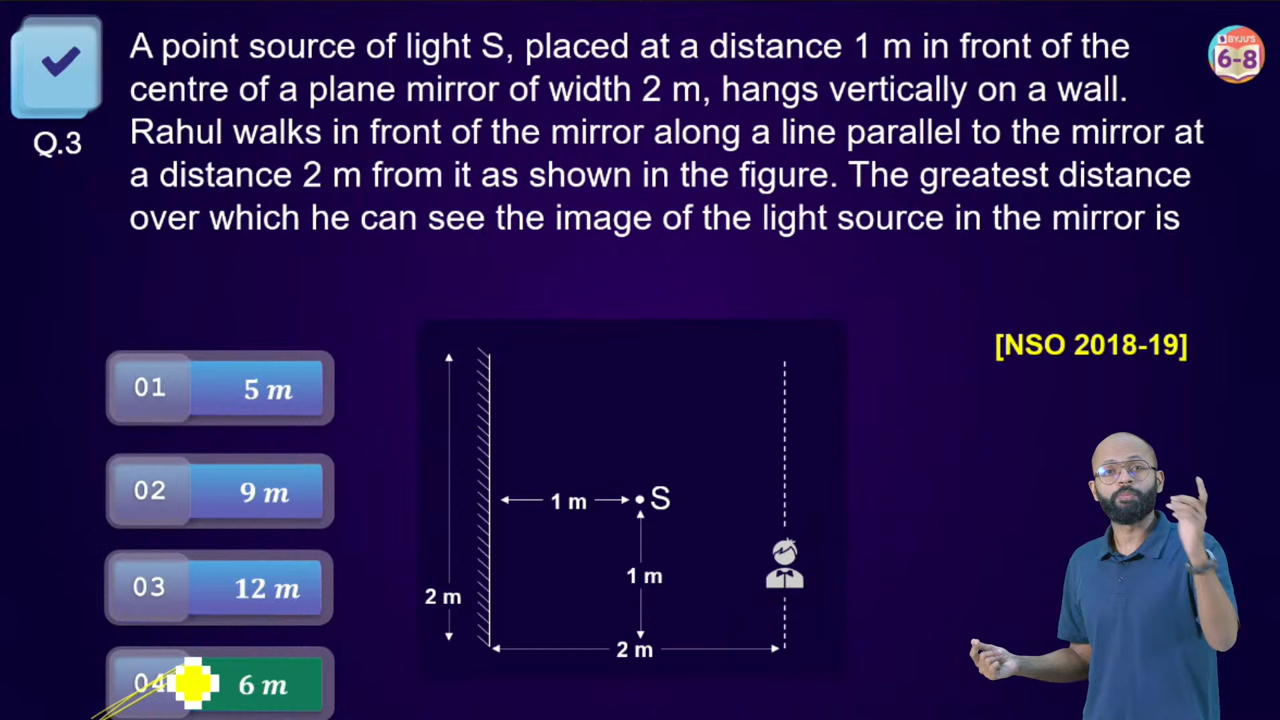 A point source of light S, placed at a distance 1 m in front of the
centre of a plane mirror of width 2 m, hangs vertically on a wall.
Rahul walks in front of the mirror along a line parallel to the mirror at
a distance 2 m from it as shown in the figure. The greatest distance
over which he can see the image of the light source in the mirror is
Q.3
BYJU'S
6-8
[NSO 2018-19]
01 5 m
02 9 m
03 12 m
04 6 m
1 m
S
1 m
2 m
2 m